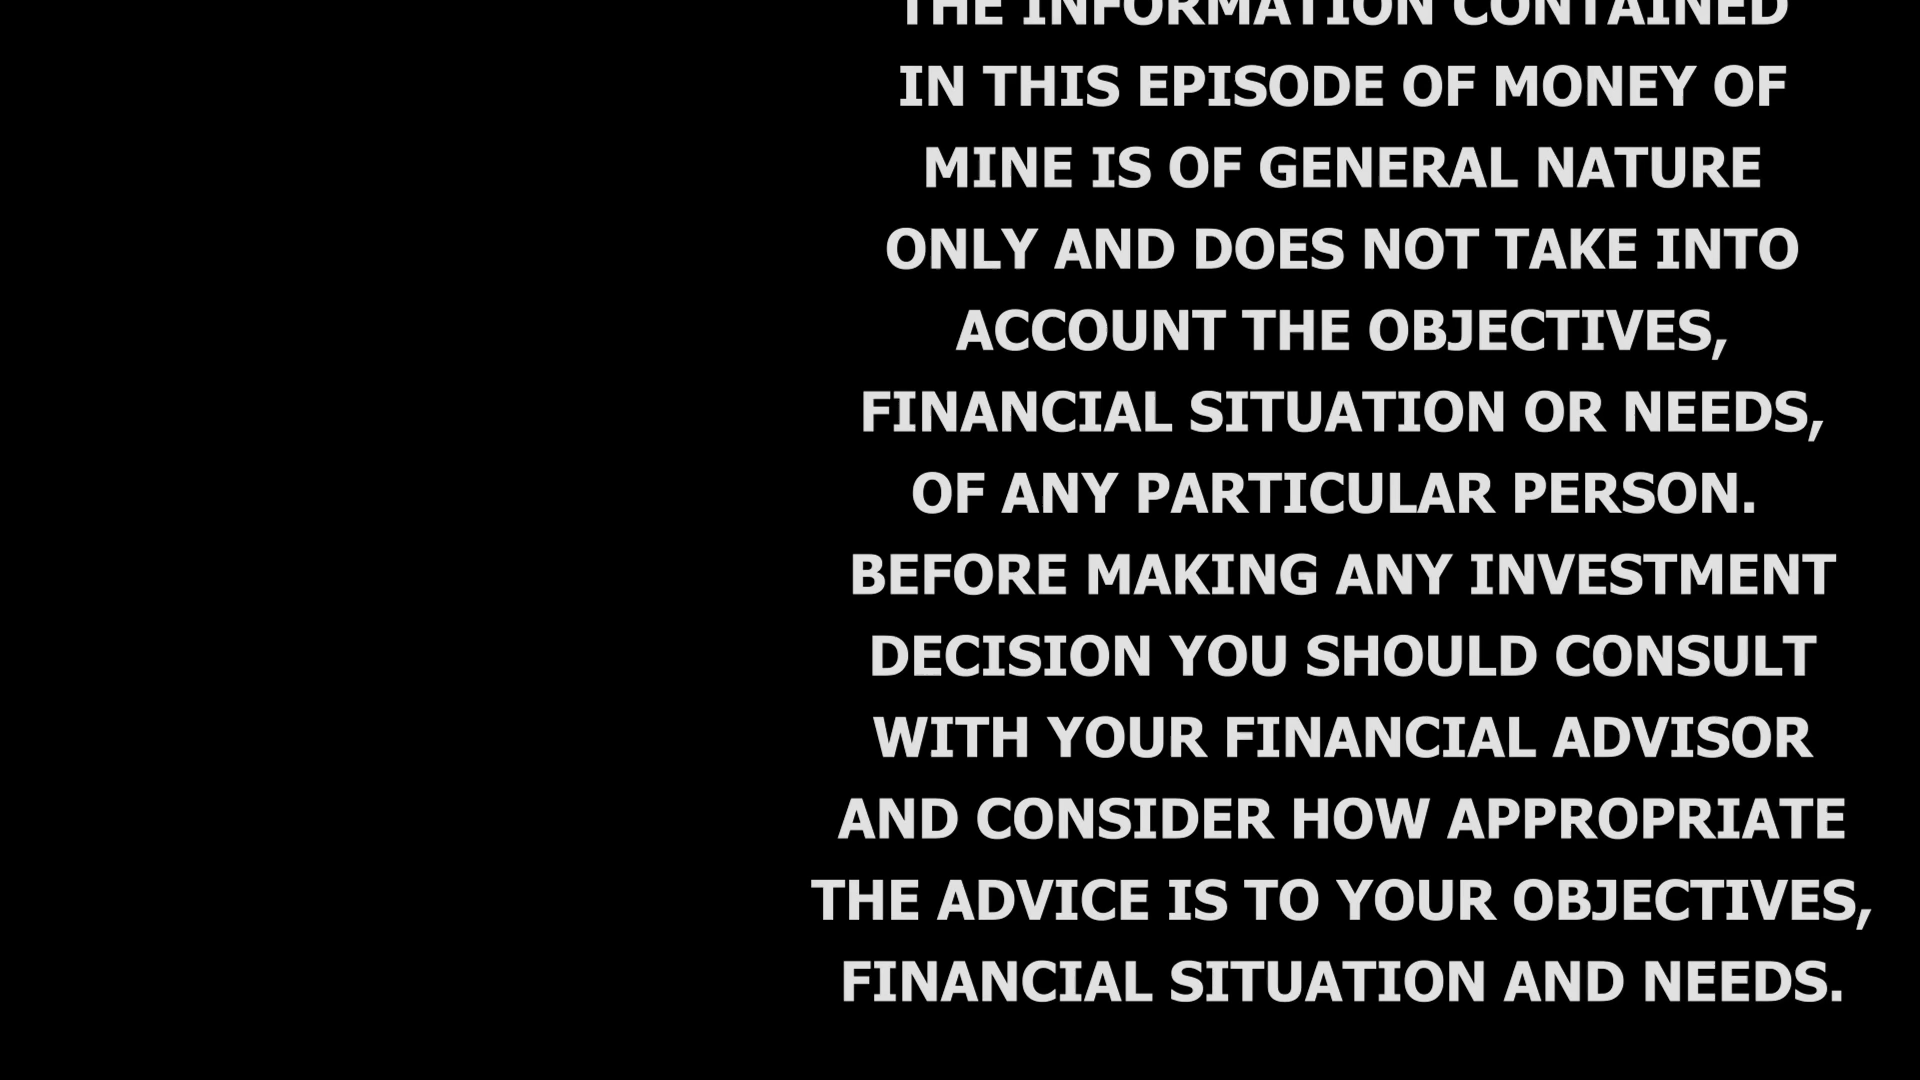 THE INFORMATION CONTAINED
IN THIS EPISODE OF MONEY OF
MINE IS OF GENERAL NATURE
ONLY AND DOES NOT TAKE INTO
ACCOUNT THE OBJECTIVES,
FINANCIAL SITUATION OR NEEDS,
OF ANY PARTICULAR PERSON.
BEFORE MAKING ANY INVESTMENT
DECISION YOU SHOULD CONSULT
WITH YOUR FINANCIAL ADVISOR
AND CONSIDER HOW APPROPRIATE
THE ADVICE IS TO YOUR OBJECTIVES,
FINANCIAL SITUATION AND NEEDS.